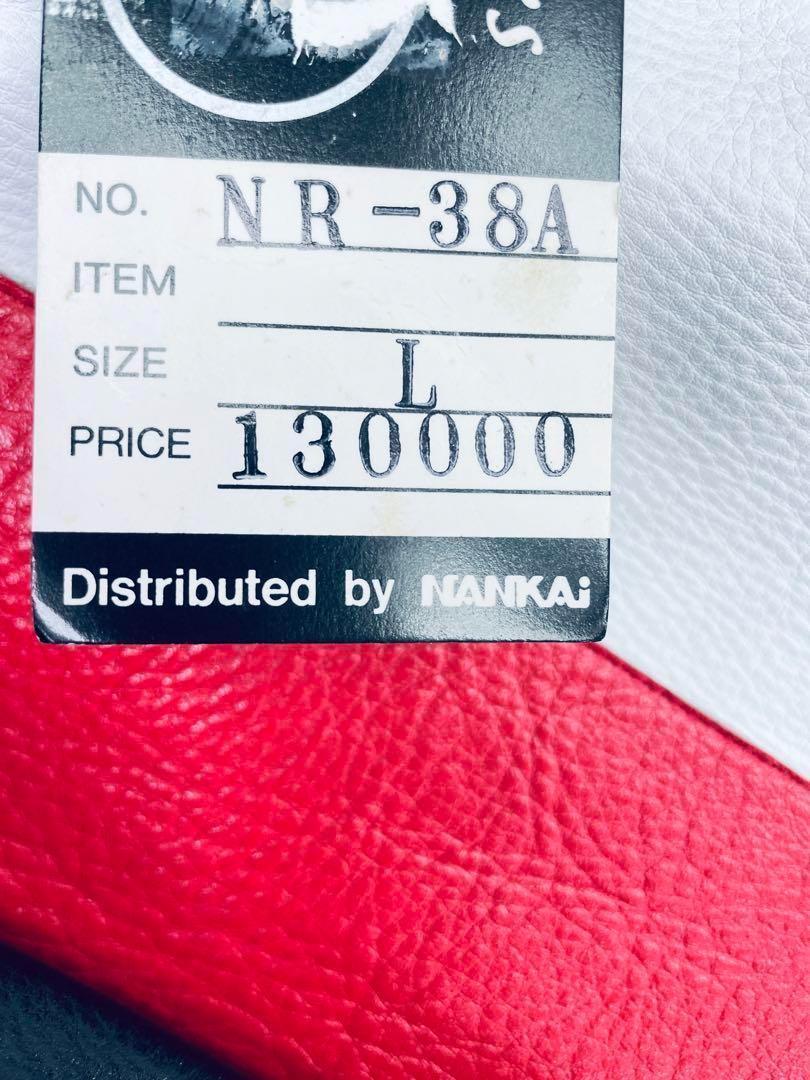 NO. NR-38A
ITEM
SIZE L
PRICE 130000
Distributed by NANKAi